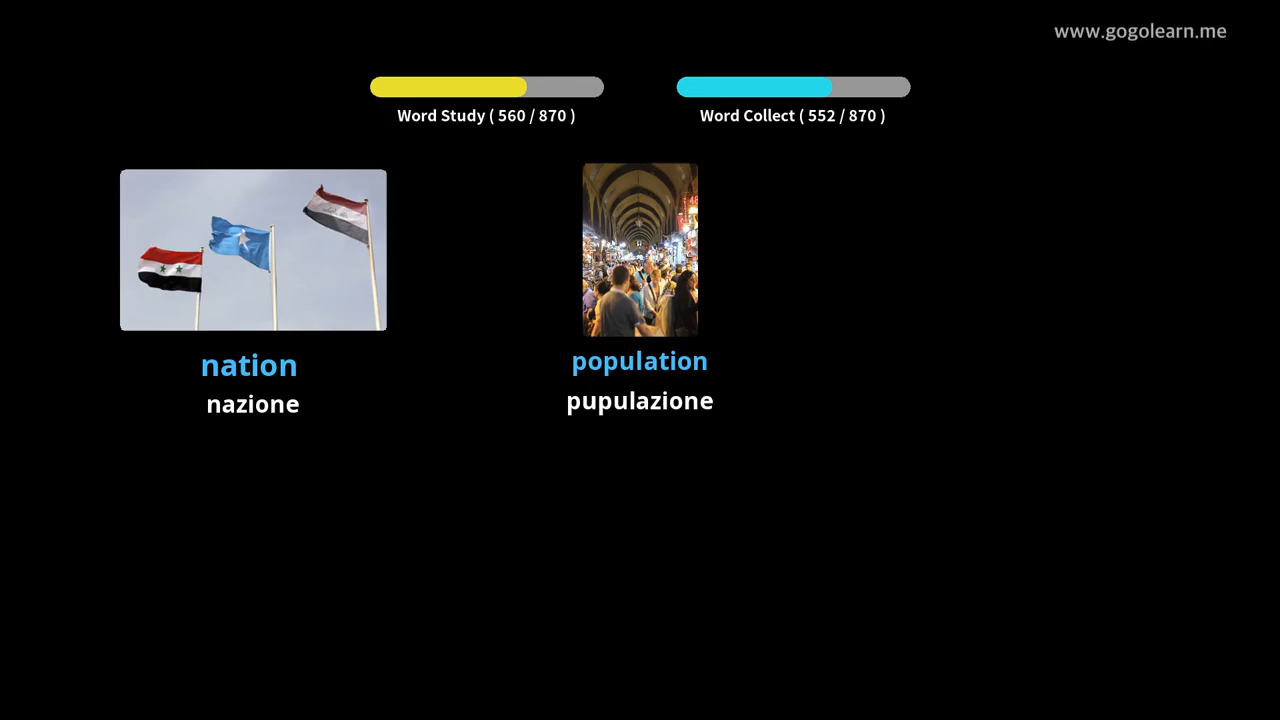 www.gogolearn.me
Word Study ( 560 / 870 )
Word Collect ( 552 / 870 )
nation
nazione
population
pupulazione